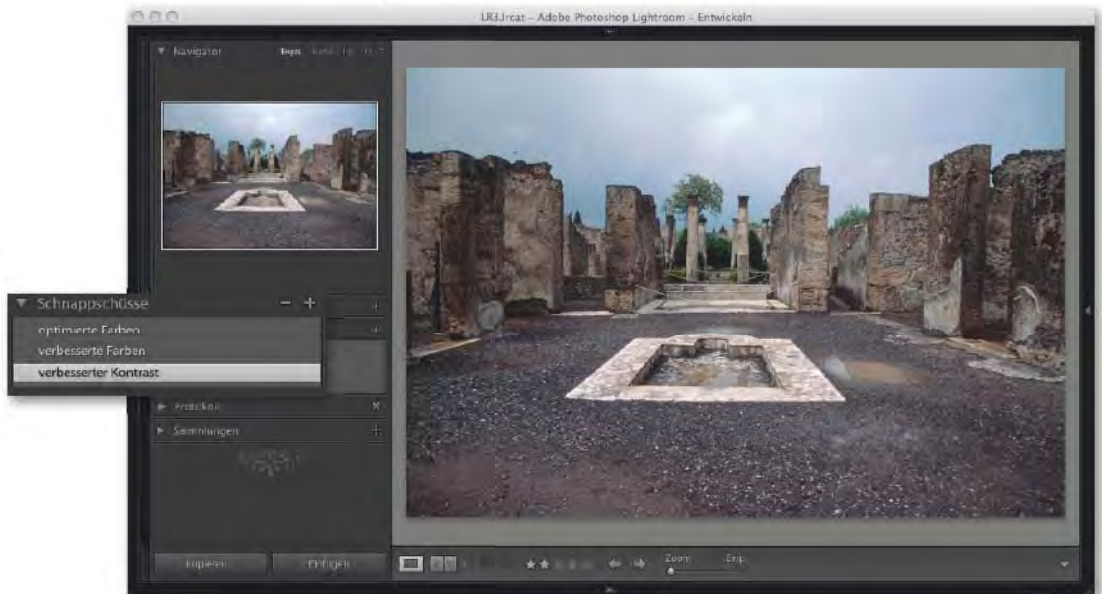 LR3.lrcat – Adobe Photoshop Lightroom – Entwickeln
Navigator
Schnappschüsse
optimierte Farben
verbesserte Farben
verbesserter Kontrast
Protokoll
Sammlungen
Kopieren
Einfügen
Zoom